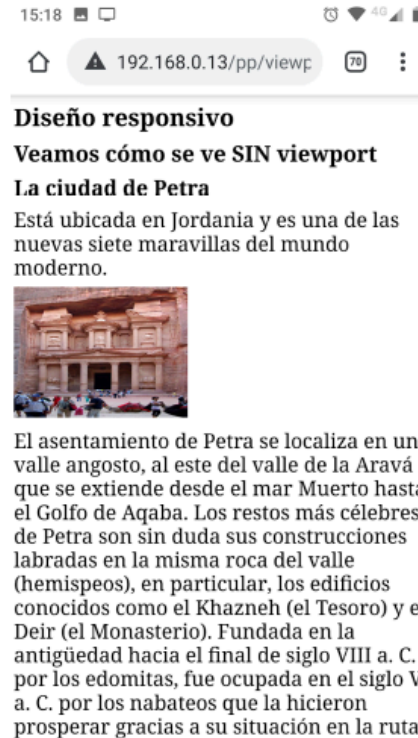 15:18
4G
192.168.0.13/pp/viewp
70
Diseño responsivo
Veamos cómo se ve SIN viewport
La ciudad de Petra
Está ubicada en Jordania y es una de las
nuevas siete maravillas del mundo
moderno.
El asentamiento de Petra se localiza en un
valle angosto, al este del valle de la Aravá
que se extiende desde el mar Muerto hasta
el Golfo de Aqaba. Los restos más célebres
de Petra son sin duda sus construcciones
labradas en la misma roca del valle
(hemispeos), en particular, los edificios
conocidos como el Khazneh (el Tesoro) y e
Deir (el Monasterio). Fundada en la
antigüedad hacia el final de siglo VIII a. C.
por los edomitas, fue ocupada en el siglo V
a. C. por los nabateos que la hicieron
prosperar gracias a su situación en la ruta